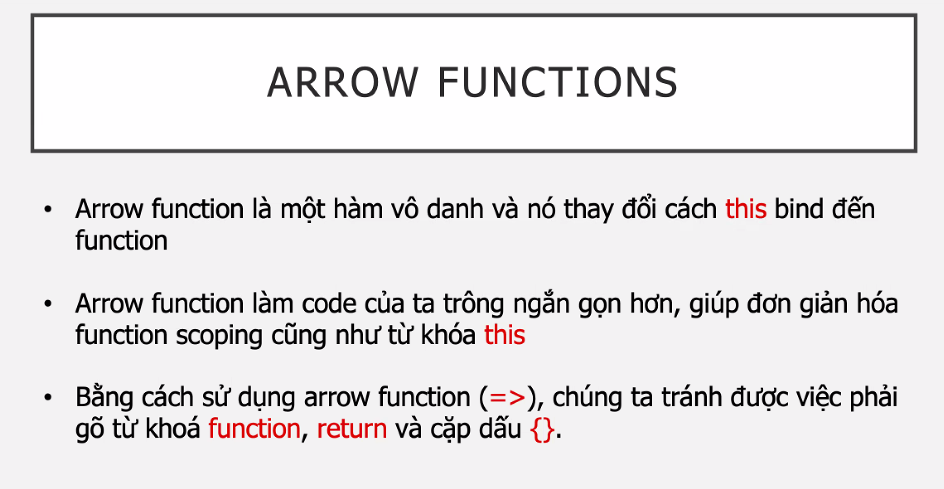 ARROW FUNCTIONS
• Arrow function là một hàm vô danh và nó thay đổi cách this bind đến
function
• Arrow function làm code của ta trông ngắn gọn hơn, giúp đơn giản hóa
function scoping cũng như từ khóa this
• Bằng cách sử dụng arrow function (=>), chúng ta tránh được việc phải
gõ từ khoá function, return và cặp dấu {}.